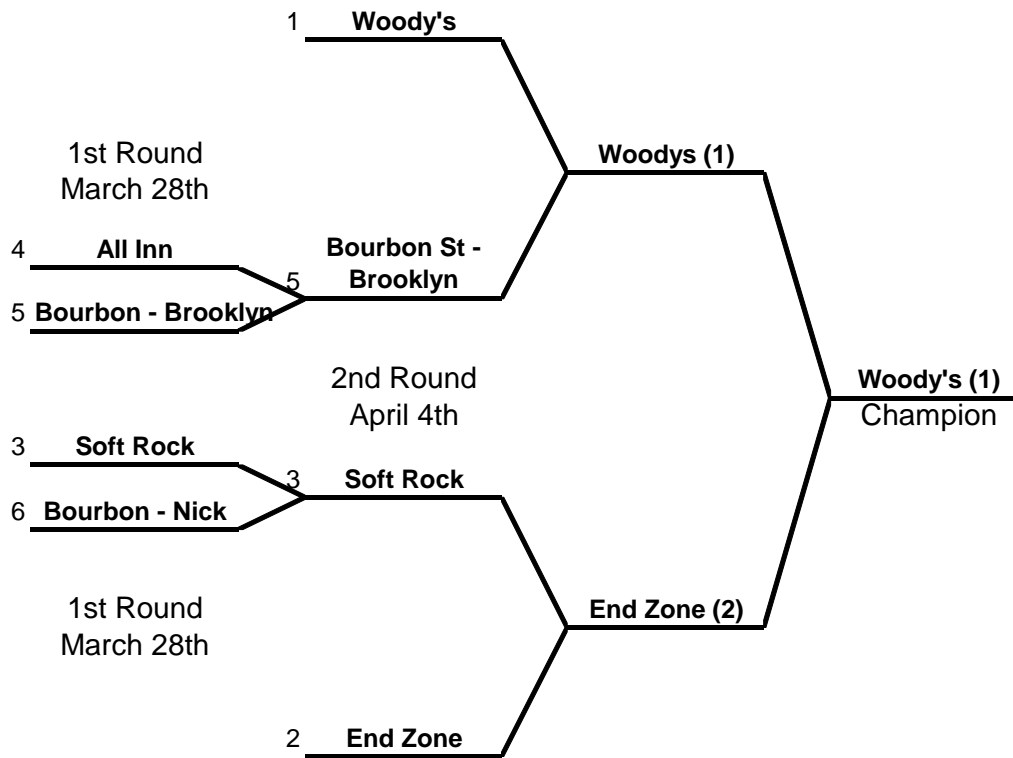 1 Woody's
1st Round
March 28th
Woodys (1)
4 All Inn
5 Bourbon St -
Brooklyn
5 Bourbon - Brooklyn
2nd Round
April 4th
Woody's (1)
Champion
3 Soft Rock
3 Soft Rock
6 Bourbon - Nick
1st Round
March 28th
End Zone (2)
2 End Zone